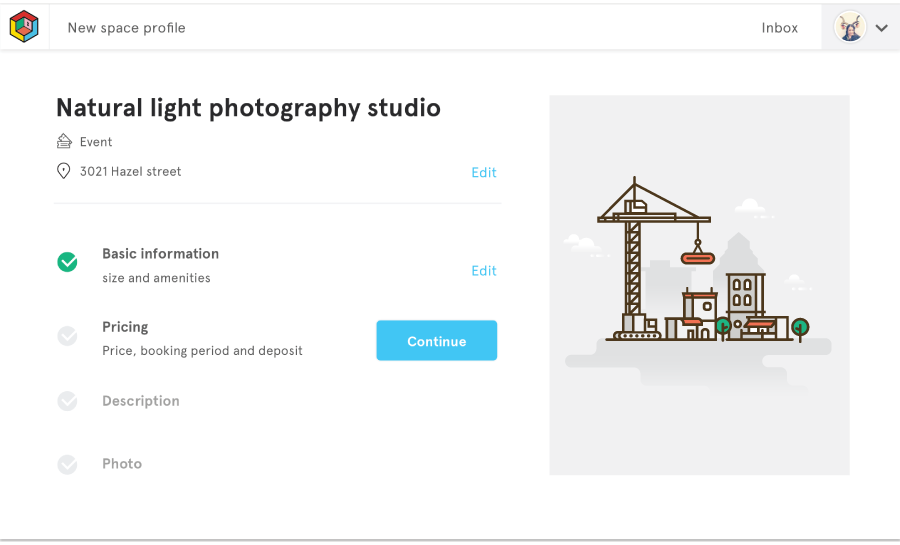 New space profile
Inbox
Natural light photography studio
Event
3021 Hazel street
Edit
Basic information
size and amenities
Edit
Pricing
Price, booking period and deposit
Continue
Description
Photo